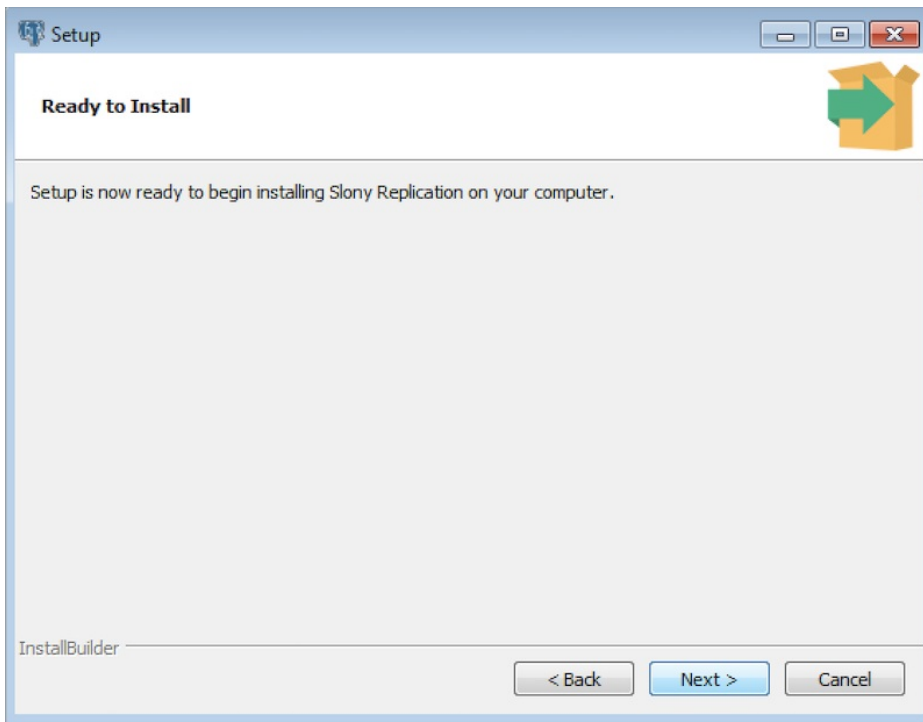 Setup
Ready to Install
Setup is now ready to begin installing Slony Replication on your computer.
InstallBuilder
< Back
Next >
Cancel